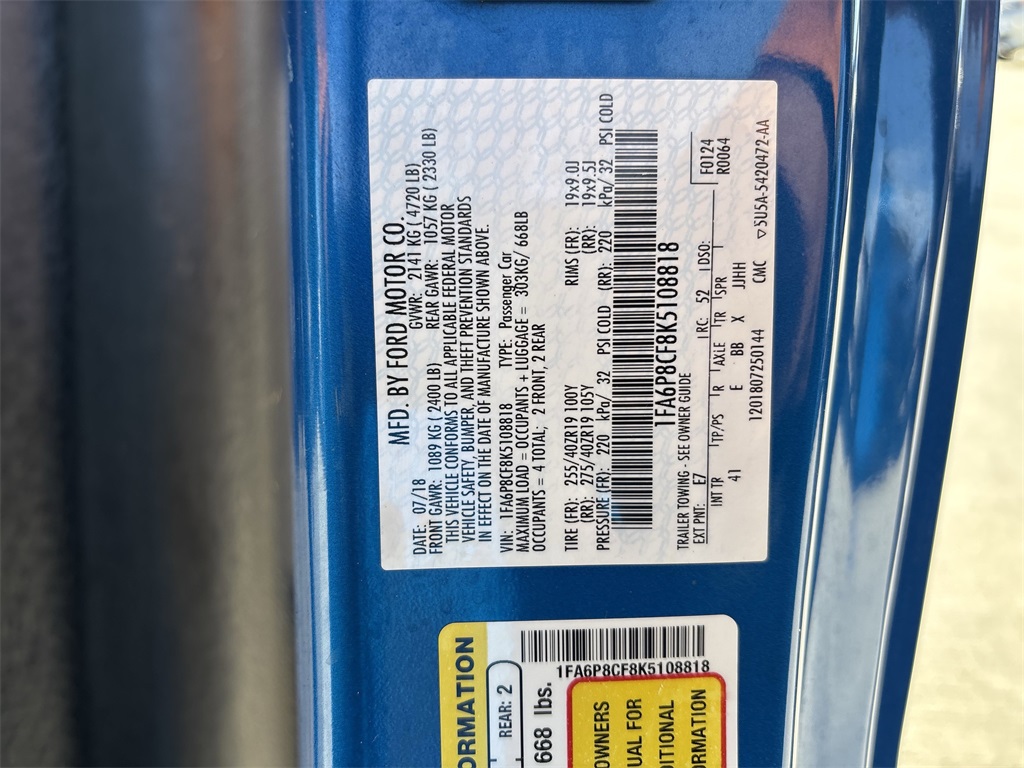 MFD. BY FORD MOTOR CO.
DATE: 07/18 GVWR: 2141 KG ( 4720 LB)
FRONT GAWR: 1089 KG ( 2400 LB) REAR GAWR: 1057 KG ( 2330 LB)
THIS VEHICLE CONFORMS TO ALL APPLICABLE FEDERAL MOTOR
VEHICLE SAFETY, BUMPER, AND THEFT PREVENTION STANDARDS
IN EFFECT ON THE DATE OF MANUFACTURE SHOWN ABOVE.
VIN: 1FA6P8CF8K5108818 TYPE: Passenger Car
MAXIMUM LOAD = OCCUPANTS + LUGGAGE = 303KG/ 668LB
OCCUPANTS = 4 TOTAL; 2 FRONT, 2 REAR
TIRE (FR): 255/40ZR19 100Y RIMS (FR): 19x9.0J
(RR): 275/40ZR19 105Y (RR): 19x9.5J
PRESSURE (FR): 220 kPa/ 32 PSI COLD (RR): 220 kPa/ 32 PSI COLD
1FA6P8CF8K5108818
TRAILER TOWING - SEE OWNER GUIDE
F0124
R0064
EXT PNT: E7 RC: 52 DSO:
INT TR TP/PS R AXLE TR SPR
41 E BB X JJHH
1201807250144 CMC 5U5A-5420472-AA
1FA6P8CF8K5108818
ORMATION
REAR: 2
668 lbs.
OWNERS
UAL FOR
DITIONAL
ORMATION